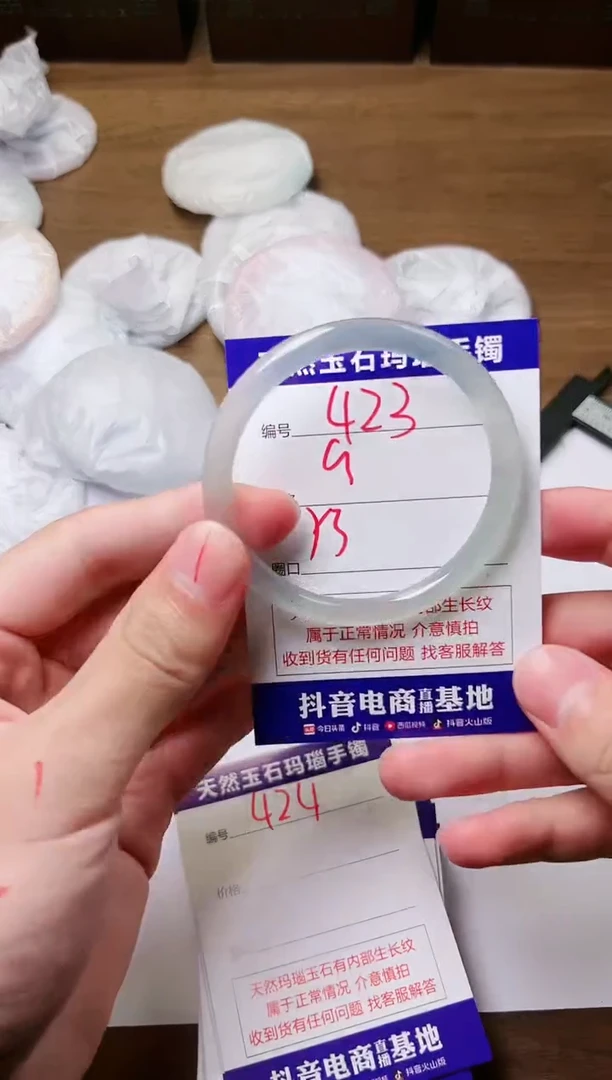 天然玉石玛瑙手镯
编号 423
9
圈口
部生长纹
属于正常情况 介意慎拍
收到货有任何问题 找客服解答
抖音电商直播基地
今日头条 抖音 西瓜视频 抖音火山版
天然玉石玛瑙手镯
编号 424
价格
天然玛瑙玉石有内部生长纹
属于正常情况 介意慎拍
收到货有任何问题 找客服解答
抖音电商直播基地
抖音火山版